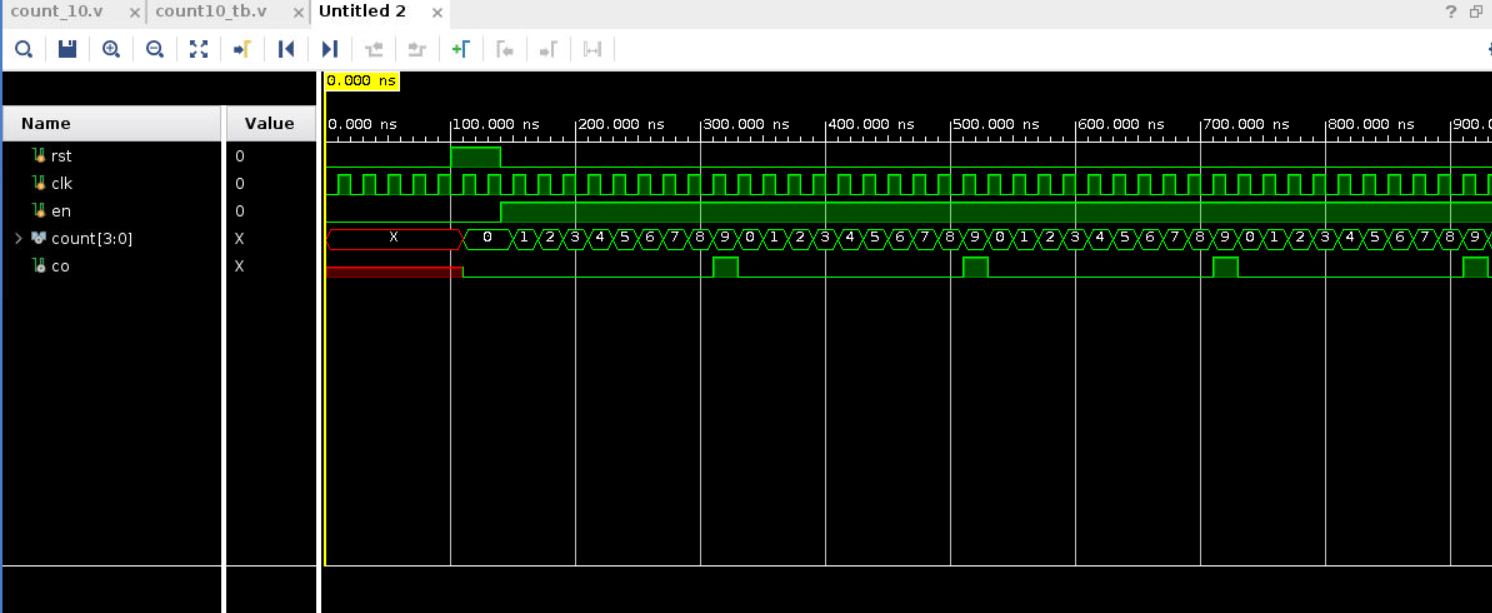 count_10.v × count10_tb.v × Untitled 2 × ?
0.000 ns
Name Value 0.000 ns 100.000 ns 200.000 ns 300.000 ns 400.000 ns 500.000 ns 600.000 ns 700.000 ns 800.000 ns 900.0
rst 0
clk 0
en 0
count[3:0] X X 0 1 2 3 4 5 6 7 8 9 0 1 2 3 4 5 6 7 8 9 0 1 2 3 4 5 6 7 8 9 0 1 2 3 4 5 6 7 8 9
co X